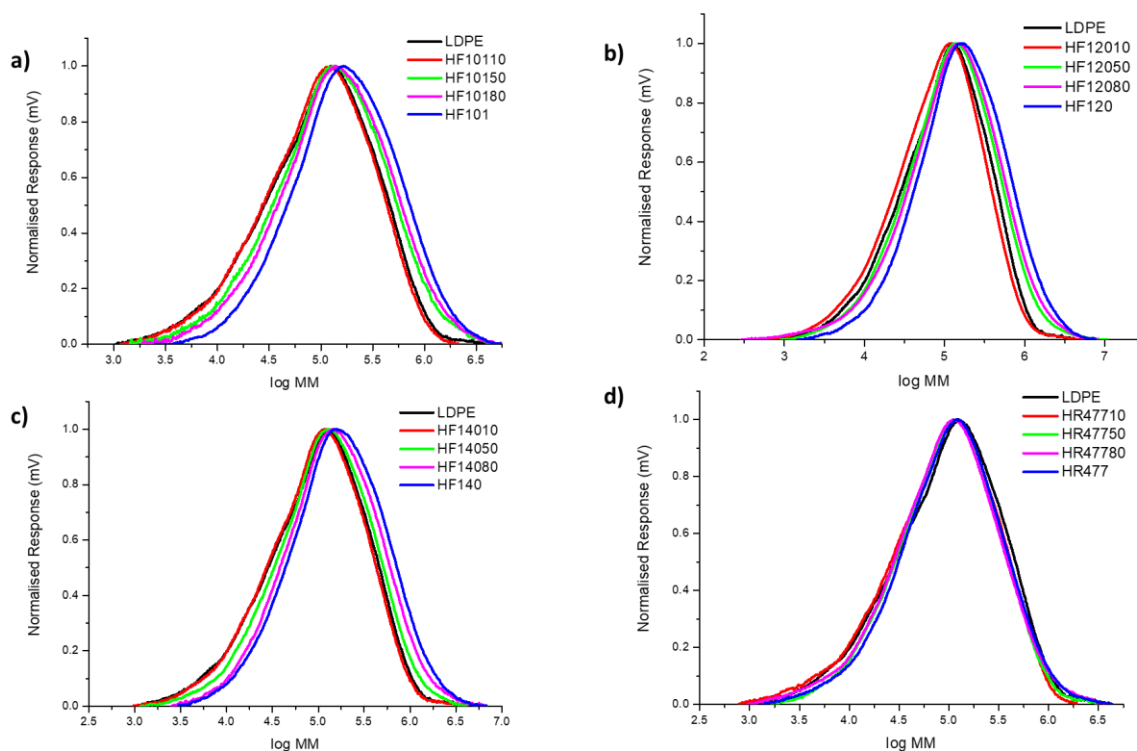 a)
LDPE
HF10110
HF10150
HF10180
HF101
Normalised Response (mV)
1.0
0.8
0.6
0.4
0.2
0.0
2.5 3.0 3.5 4.0 4.5 5.0 5.5 6.0 6.5
log MM
b)
LDPE
HF12010
HF12050
HF12080
HF120
Normalised Response (mV)
1.0
0.8
0.6
0.4
0.2
0.0
2 3 4 5 6 7
log MM
c)
LDPE
HF14010
HF14050
HF14080
HF140
Normalised Response (mV)
1.0
0.8
0.6
0.4
0.2
0.0
2.5 3.0 3.5 4.0 4.5 5.0 5.5 6.0 6.5 7.0
log MM
d)
LDPE
HR47710
HR47750
HR47780
HR477
Normalised Response (mV)
1.0
0.8
0.6
0.4
0.2
0.0
2.5 3.0 3.5 4.0 4.5 5.0 5.5 6.0 6.5 7.0
log MM